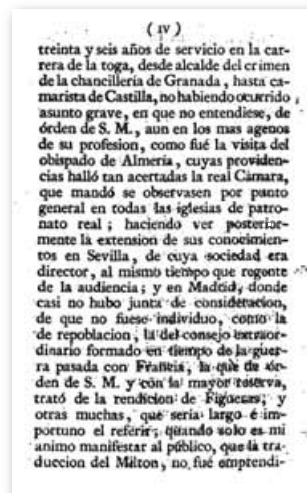 (IV)
treinta y seis años de servicio en la car-
rera de la toga, desde alcalde del crimen
de la chancillería de Granada, hasta ca-
marista de Castilla, no habiendo ocurrido
asunto grave, en que no entendiese, de
órden de S. M., aun en los mas agenos
de su profesion, como fué la visita del
obispado de Almería, cuyas providen-
cias halló tan acertadas la real Cámara,
que mandó se observasen por punto
general en todas las iglesias de patro-
nato real; haciendo ver posterior-
mente la extension de sus conocimien-
tos en Sevilla, de cuya sociedad era
director, al mismo tiempo que regente
de la audiencia; y en Madrid, donde
casi no hubo junta de consideracion,
de que no fuese individuo, como la
de repoblacion, la del consejo extraor-
dinario formado en tiempo de la guer-
ra pasada con Francia, la que de ór-
den de S. M. y con la mayor reserva,
trató de la rendicion de Figueras; y
otras muchas, que sería largo é im-
portuno el referir; quando solo es mi
animo manifestar al público, que la tra-
duccion del Milton, no fué emprendi-